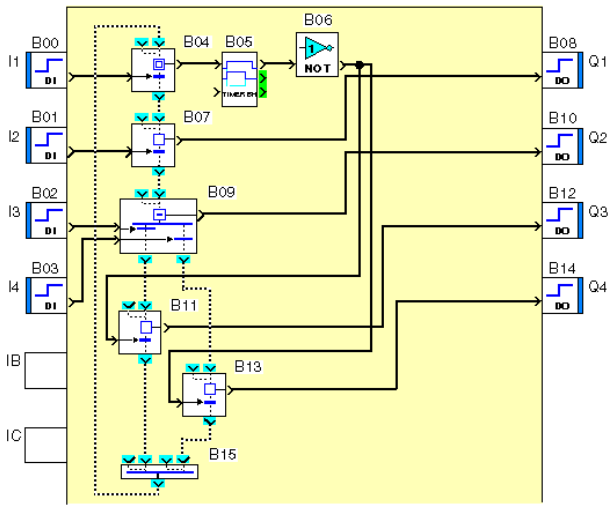 B06
B00 B04 B05 B08
I1 1 Q1
DI NOT DO
TIMER BH
B01 B07 B10
I2 Q2
DI DO
B02 B09 B12
I3 Q3
DI DO
B03 B14
I4 Q4
DI B11 DO
IB B13
IC B15